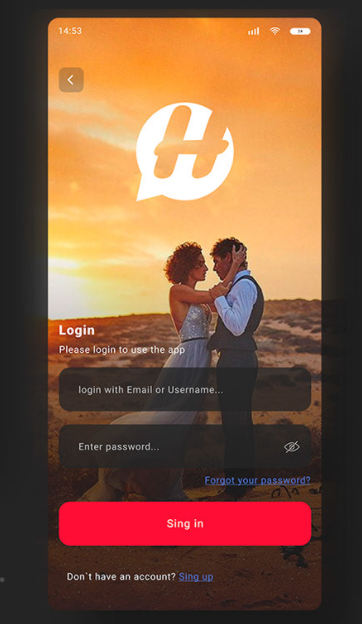 14:53
Login
Please login to use the app
login with Email or Username...
Enter password...
Forgot your password?
Sing in
Don`t have an account? Sing up